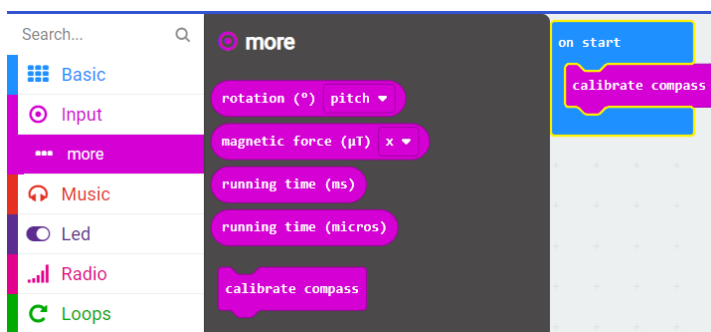 Search...
Basic
Input
more
Music
Led
Radio
Loops
more
rotation (º) pitch
magnetic force (µT) x
running time (ms)
running time (micros)
calibrate compass
on start
calibrate compass